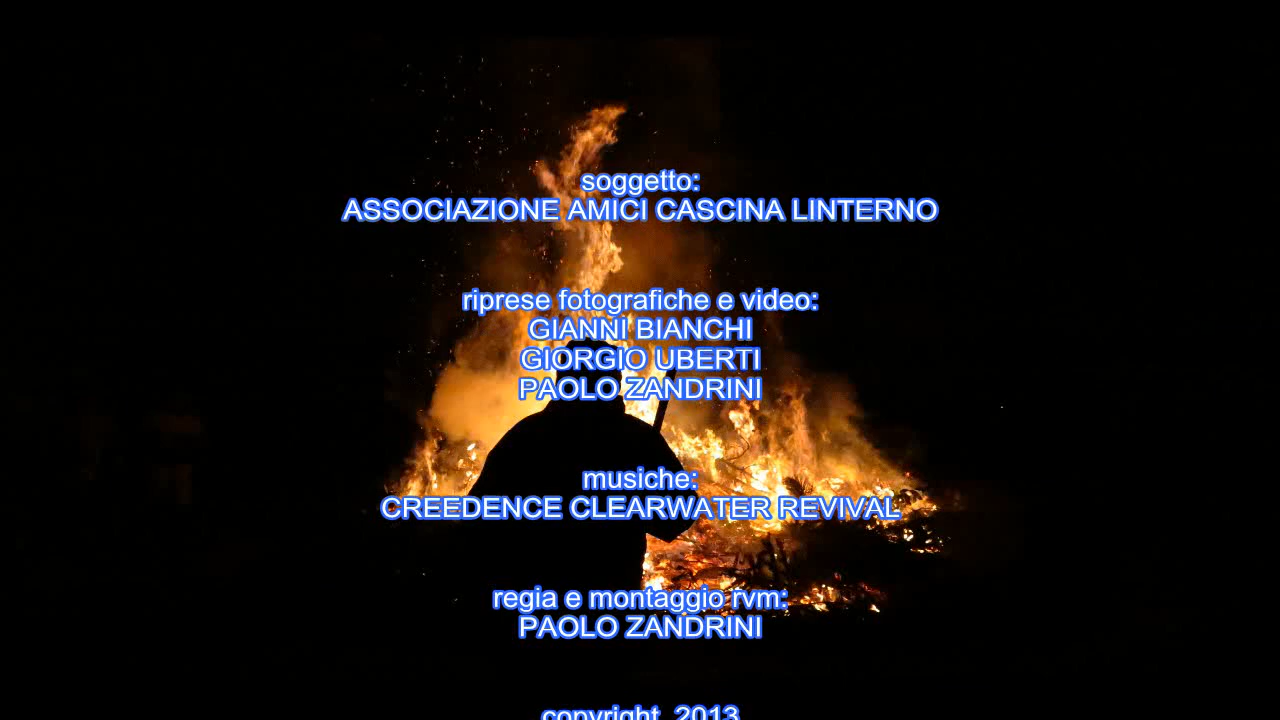 soggetto:
ASSOCIAZIONE AMICI CASCINA LINTERNO
riprese fotografiche e video:
GIANNI BIANCHI
GIORGIO UBERTI
PAOLO ZANDRINI
musiche:
CREEDENCE CLEARWATER REVIVAL
regia e montaggio rvm:
PAOLO ZANDRINI
copyright 2013